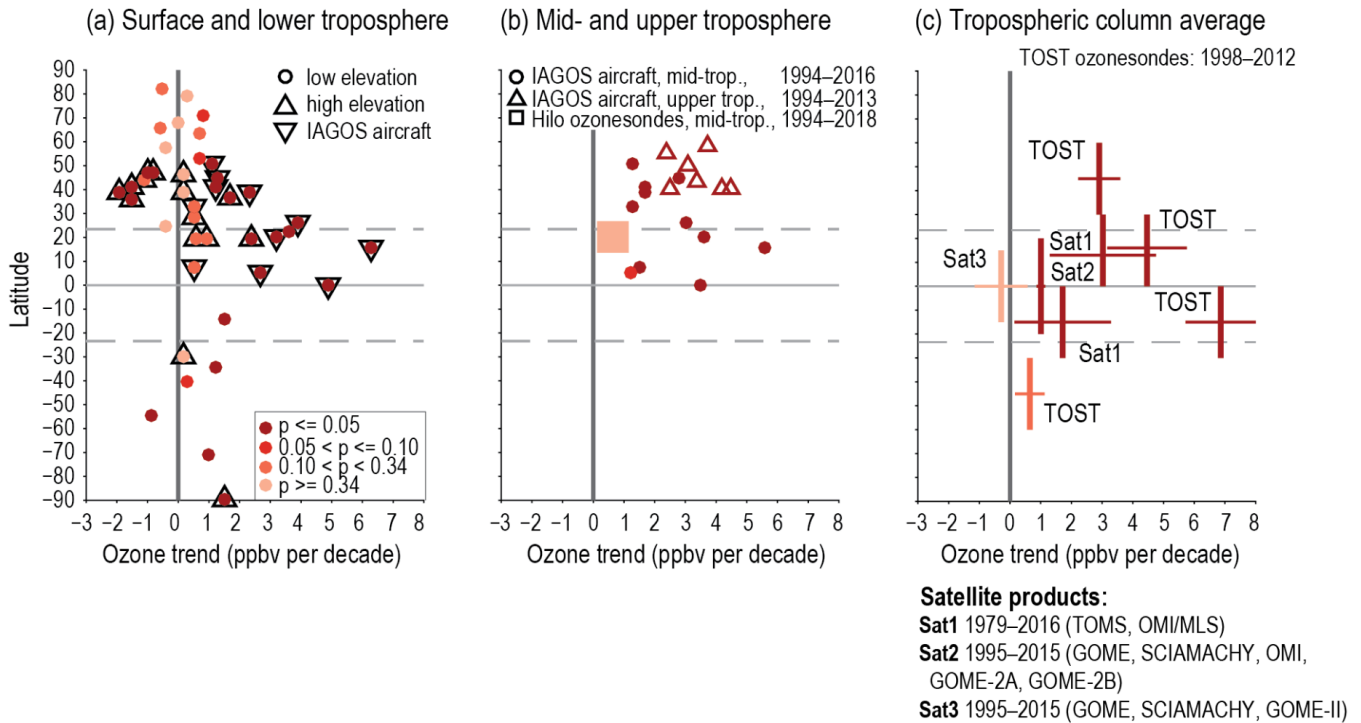 (a) Surface and lower troposphere
low elevation
high elevation
IAGOS aircraft
90
80
70
60
50
40
30
20
10
0
−10
−20
−30
−40
−50
−60
−70
−80
−90
Latitude
p <= 0.05
0.05 < p <= 0.10
0.10 < p < 0.34
p >= 0.34
−3 −2 −1 0 1 2 3 4 5 6 7 8
Ozone trend (ppbv per decade)
(b) Mid- and upper troposphere
IAGOS aircraft, mid-trop., 1994–2016
IAGOS aircraft, upper trop., 1994–2013
Hilo ozonesondes, mid-trop., 1994–2018
−3 −2 −1 0 1 2 3 4 5 6 7 8
Ozone trend (ppbv per decade)
(c) Tropospheric column average
TOST ozonesondes: 1998–2012
TOST
TOST
Sat1
Sat3
Sat2
TOST
Sat1
TOST
−3 −2 −1 0 1 2 3 4 5 6 7 8
Ozone trend (ppbv per decade)
Satellite products:
Sat1 1979–2016 (TOMS, OMI/MLS)
Sat2 1995–2015 (GOME, SCIAMACHY, OMI,
GOME-2A, GOME-2B)
Sat3 1995–2015 (GOME, SCIAMACHY, GOME-II)